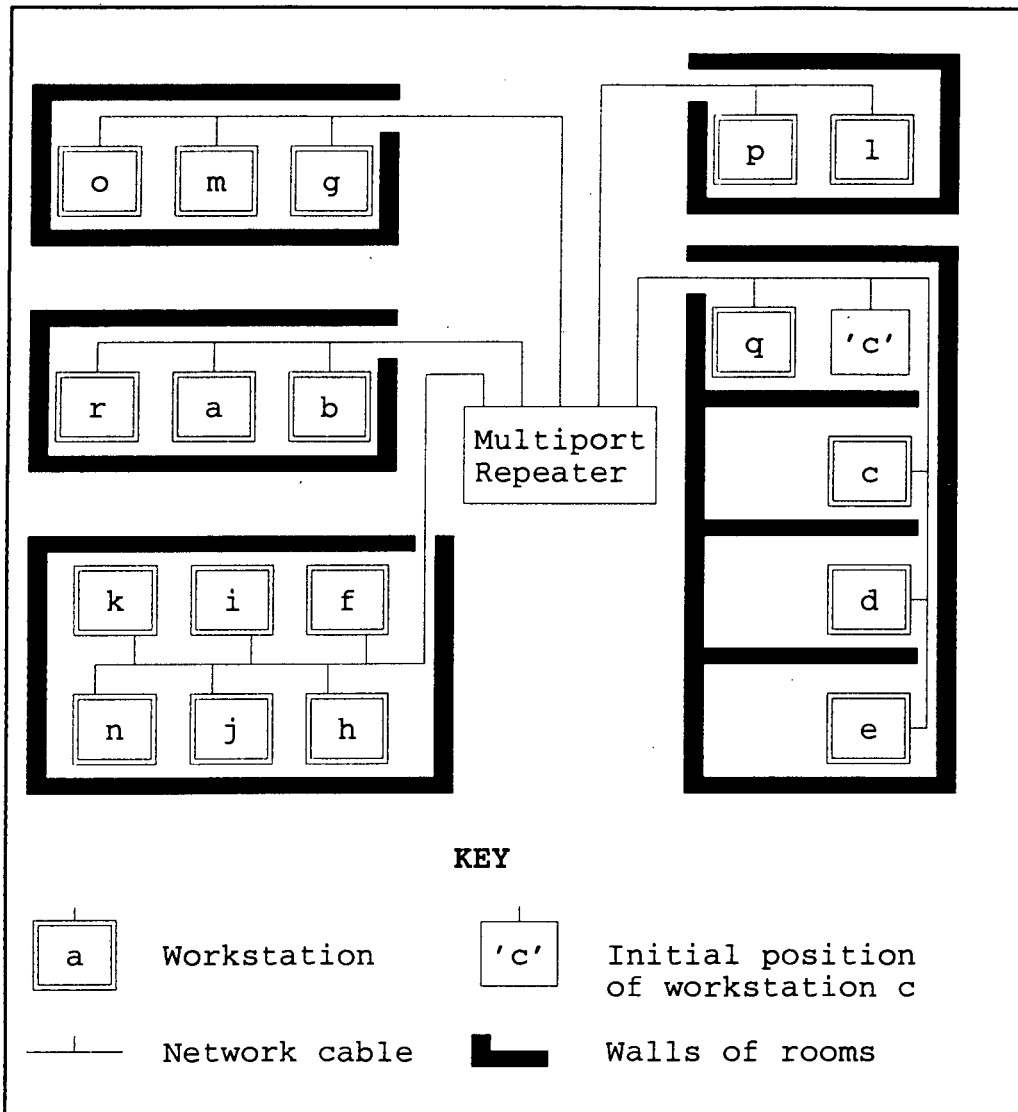 p l
o m g
q 'c'
r a b
Multiport
Repeater
c
k i f
d
n j h
e
KEY
a Workstation
'c' Initial position
of workstation c
Network cable
Walls of rooms